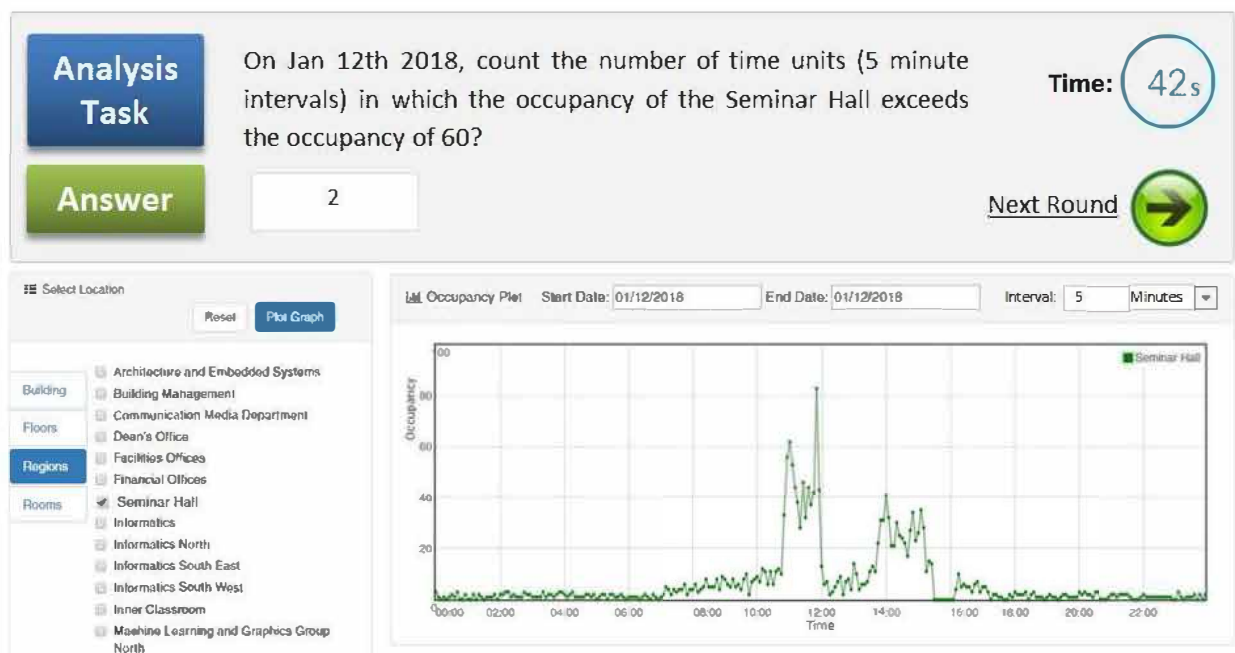 Analysis
Task
On Jan 12th 2018, count the number of time units (5 minute
intervals) in which the occupancy of the Seminar Hall exceeds
the occupancy of 60?
Time: 42s
Answer
2
Next Round
Select Location
Reset Plot Graph
Building
Floors
Regions
Rooms
Architecture and Embedded Systems
Building Management
Communication Media Department
Dean's Office
Facilities Offices
Financial Offices
Seminar Hall
Informatics
Informatics North
Informatics South East
Informatics South West
Inner Classroom
Machine Learning and Graphics Group
North
Occupancy Plot Start Date: 01/12/2018 End Date: 01/12/2018 Interval: 5 Minutes
Seminar Hall
Occupancy
100
80
60
40
20
0
00:00 02:00 04:00 06:00 08:00 10:00 12:00 14:00 16:00 18:00 20:00 22:00
Time